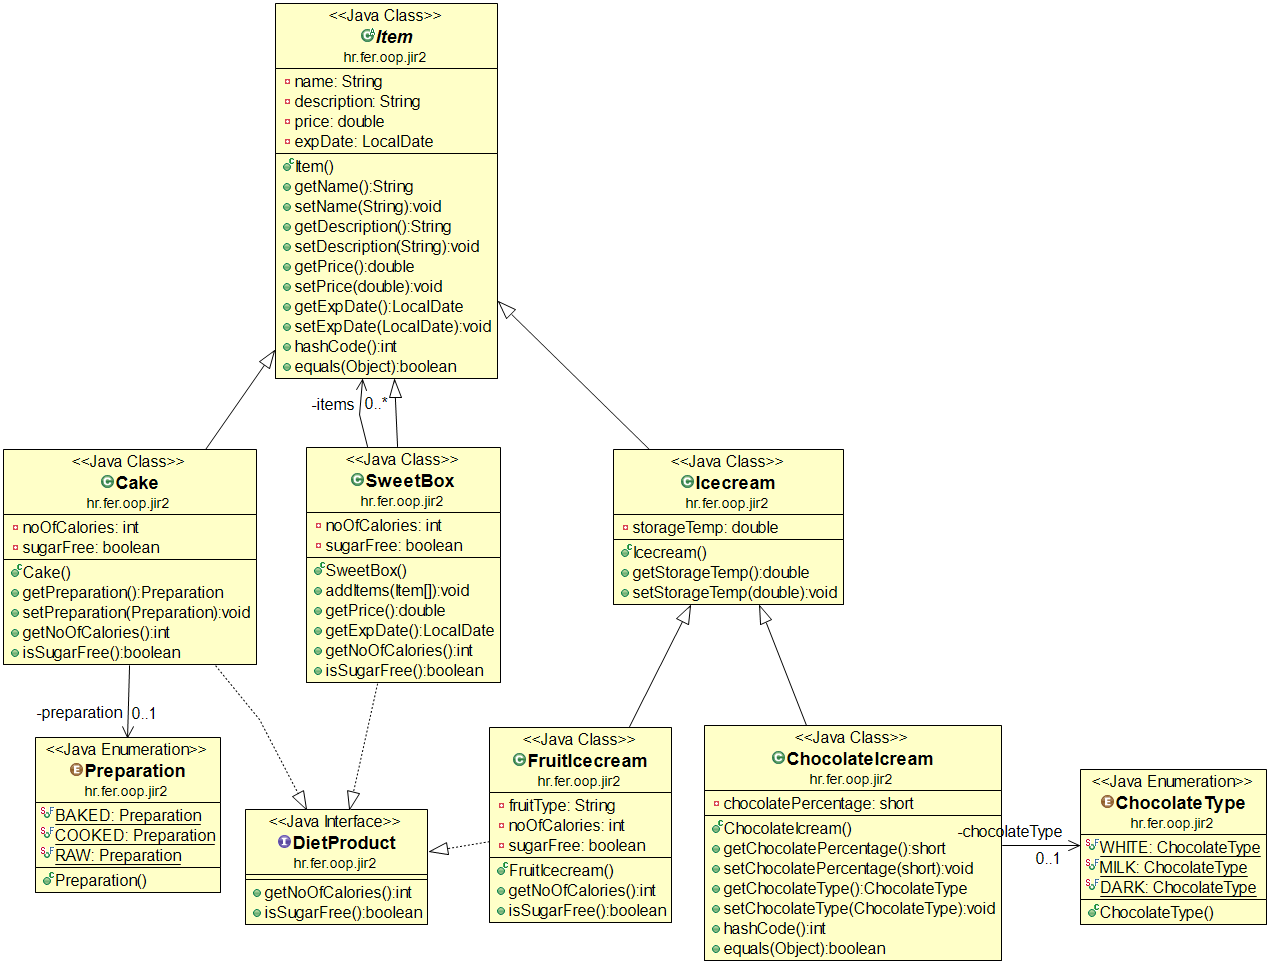 <<Java Class>>
Item
hr.fer.oop.jir2
name: String
description: String
price: double
expDate: LocalDate
Item()
getName():String
setName(String):void
getDescription():String
setDescription(String):void
getPrice():double
setPrice(double):void
getExpDate():LocalDate
setExpDate(LocalDate):void
hashCode():int
equals(Object):boolean
-items 0..*
<<Java Class>>
Cake
hr.fer.oop.jir2
noOfCalories: int
sugarFree: boolean
Cake()
getPreparation():Preparation
setPreparation(Preparation):void
getNoOfCalories():int
isSugarFree():boolean
<<Java Class>>
SweetBox
hr.fer.oop.jir2
noOfCalories: int
sugarFree: boolean
SweetBox()
addItems(Item[]):void
getPrice():double
getExpDate():LocalDate
getNoOfCalories():int
isSugarFree():boolean
<<Java Class>>
Icecream
hr.fer.oop.jir2
storageTemp: double
Icecream()
getStorageTemp():double
setStorageTemp(double):void
-preparation 0..1
<<Java Enumeration>>
Preparation
hr.fer.oop.jir2
BAKED: Preparation
COOKED: Preparation
RAW: Preparation
Preparation()
<<Java Interface>>
DietProduct
hr.fer.oop.jir2
getNoOfCalories():int
isSugarFree():boolean
<<Java Class>>
FruitIcecream
hr.fer.oop.jir2
fruitType: String
noOfCalories: int
sugarFree: boolean
FruitIcecream()
getNoOfCalories():int
isSugarFree():boolean
<<Java Class>>
ChocolateIcream
hr.fer.oop.jir2
chocolatePercentage: short
ChocolateIcream()
getChocolatePercentage():short
setChocolatePercentage(short):void
getChocolateType():ChocolateType
setChocolateType(ChocolateType):void
hashCode():int
equals(Object):boolean
-chocolateType
0..1
<<Java Enumeration>>
ChocolateType
hr.fer.oop.jir2
WHITE: ChocolateType
MILK: ChocolateType
DARK: ChocolateType
ChocolateType()